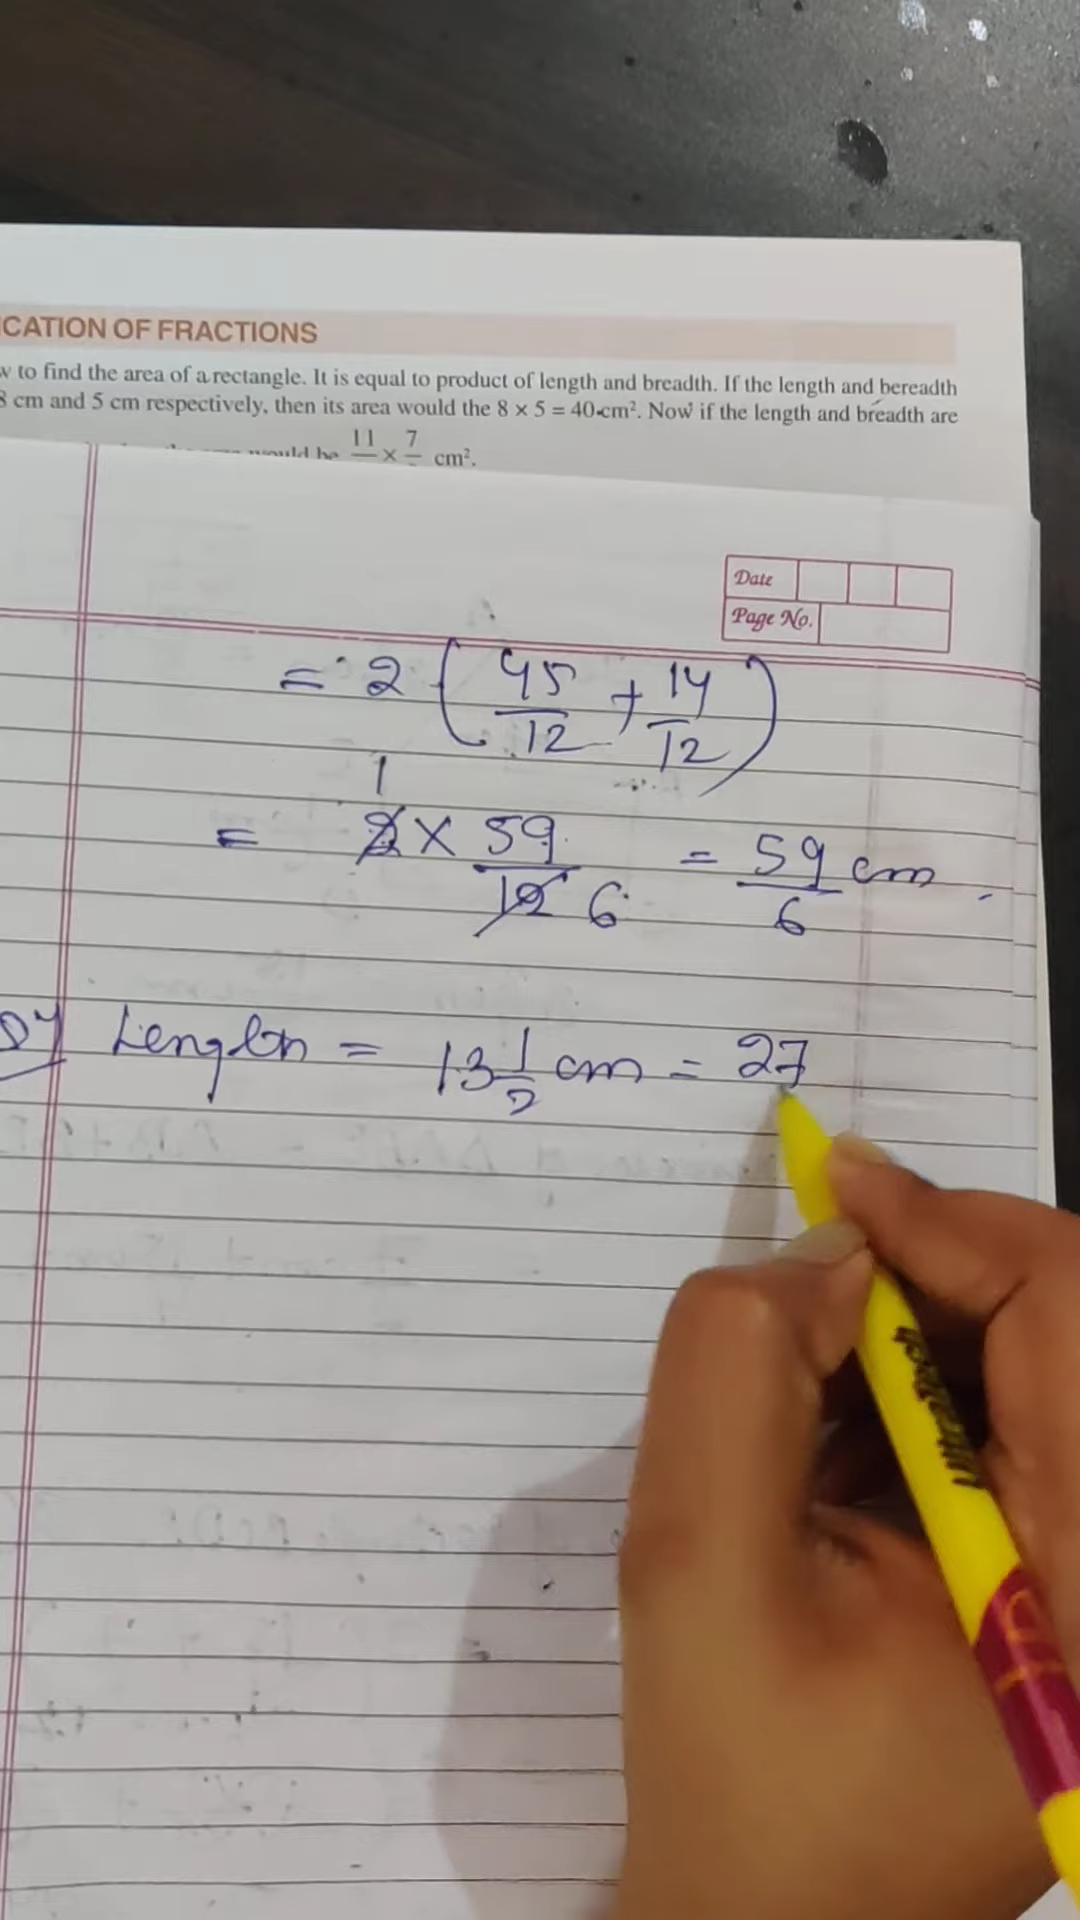 CATION OF FRACTIONS
w to find the area of a rectangle. It is equal to product of length and breadth. If the length and bereadth
8 cm and 5 cm respectively, then its area would the 8 × 5 = 40 cm². Now if the length and breadth are
would be 11 × 7 cm².
Date
Page No.
= 2 ( 45/12 + 14/12 )
1
= 2 × 59/12 6 = 59/6 cm
Length = 13 1/2 cm = 27